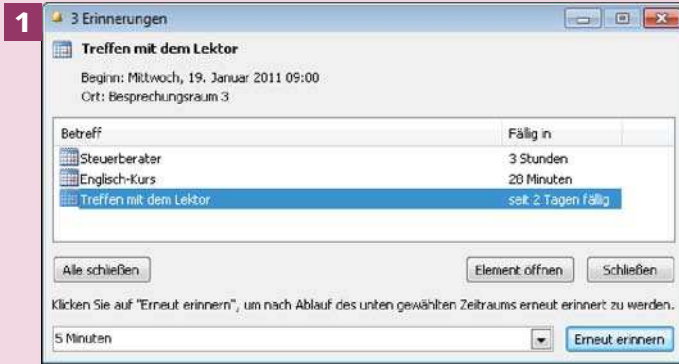 1
3 Erinnerungen
Treffen mit dem Lektor
Beginn: Mittwoch, 19. Januar 2011 09:00
Ort: Besprechungsraum 3
Betreff Fällig in
Steuerberater 3 Stunden
Englisch-Kurs 28 Minuten
Treffen mit dem Lektor seit 2 Tagen fällig
Alle schließen Element öffnen Schließen
Klicken Sie auf "Erneut erinnern", um nach Ablauf des unten gewählten Zeitraums erneut erinnert zu werden.
5 Minuten Erneut erinnern